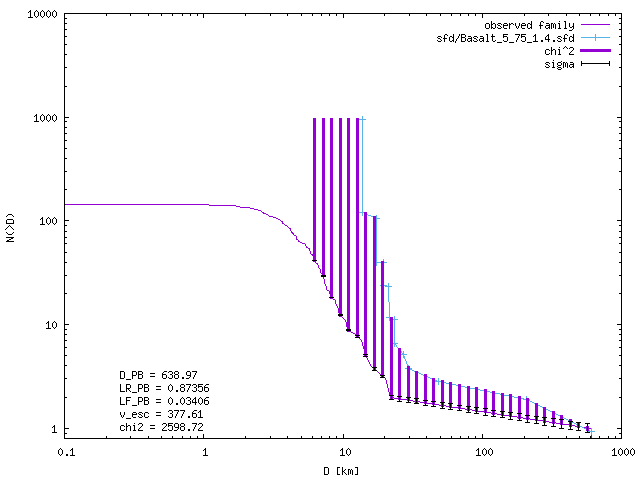 10000
observed family
sfd/Basalt_5_75_1.4.sfd
chi^2
sigma
1000
100
N(>D)
10
D_PB = 638.97
LR_PB = 0.87356
LF_PB = 0.03406
v_esc = 377.61
chi2 = 2598.72
1
0.1 1 10 100 1000
D [km]